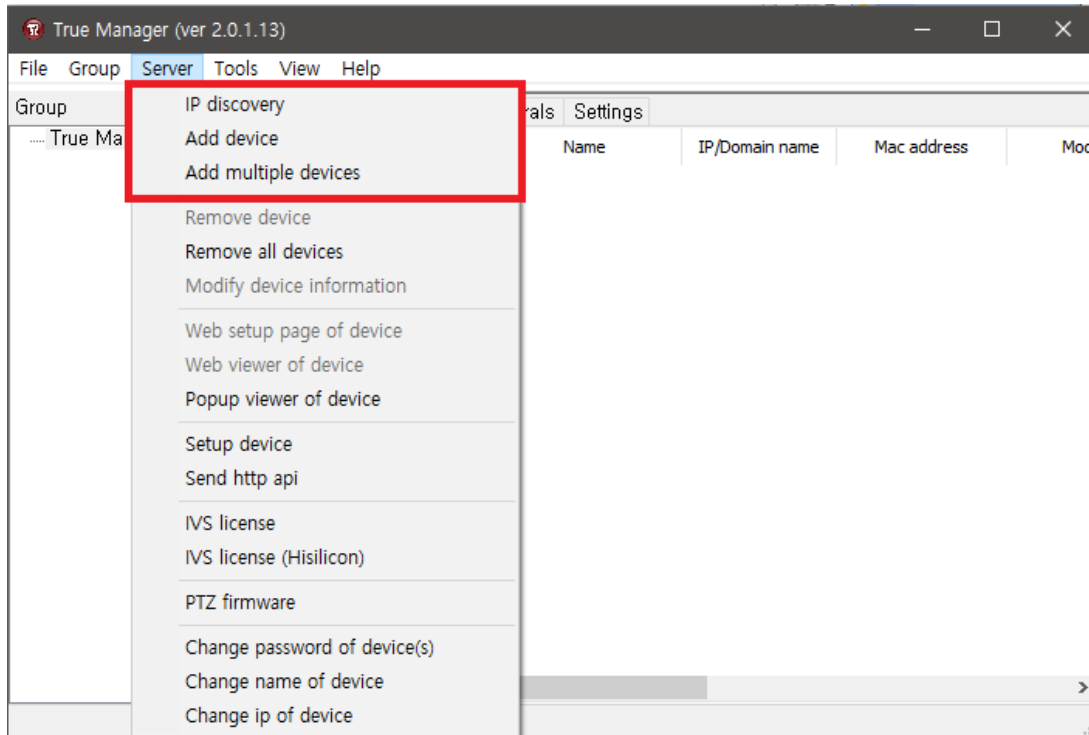 True Manager (ver 2.0.1.13)
File Group Server Tools View Help
Group
True Ma
rals Settings
Name IP/Domain name Mac address Mod
IP discovery
Add device
Add multiple devices
Remove device
Remove all devices
Modify device information
Web setup page of device
Web viewer of device
Popup viewer of device
Setup device
Send http api
IVS license
IVS license (Hisilicon)
PTZ firmware
Change password of device(s)
Change name of device
Change ip of device